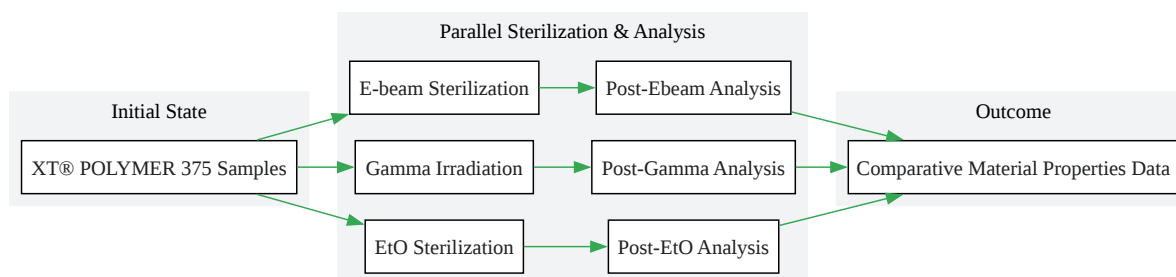 Parallel Sterilization & Analysis
E-beam Sterilization
Post-Ebeam Analysis
Initial State
Outcome
XT® POLYMER 375 Samples
Gamma Irradiation
Post-Gamma Analysis
Comparative Material Properties Data
EtO Sterilization
Post-EtO Analysis